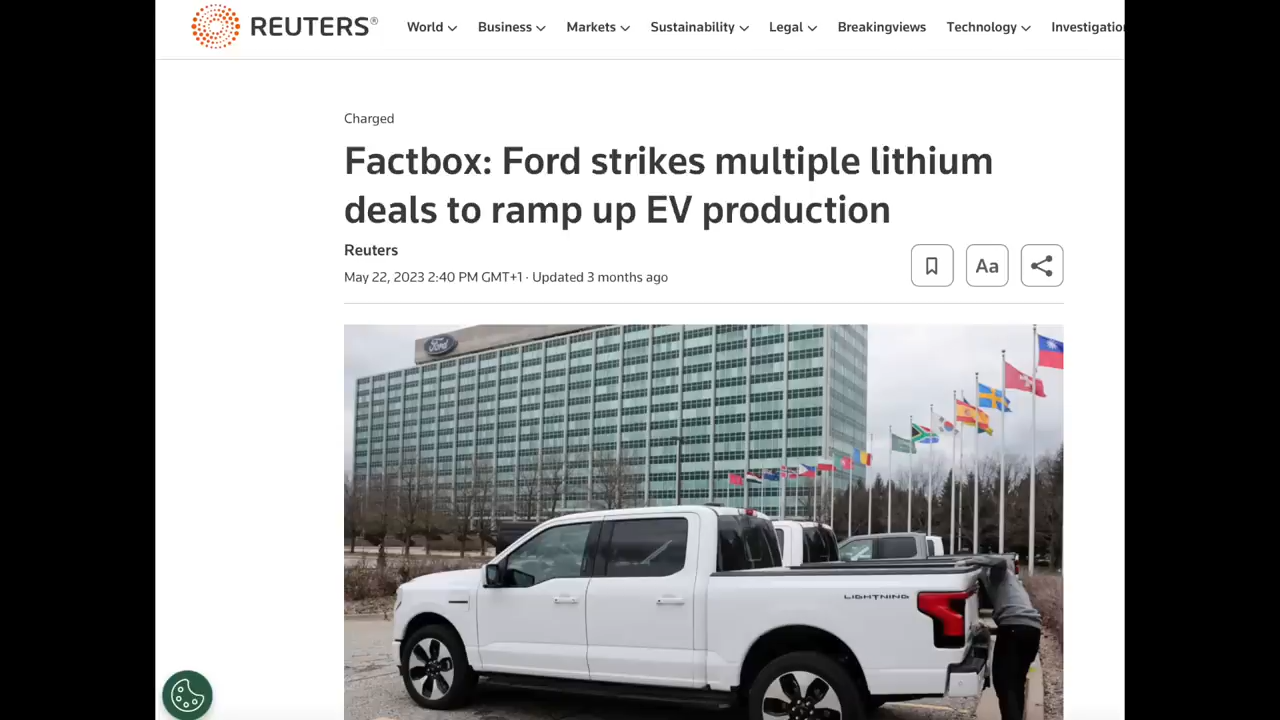 REUTERS®
World Business Markets Sustainability Legal Breakingviews Technology Investigation
Charged
Factbox: Ford strikes multiple lithium
deals to ramp up EV production
Reuters
May 22, 2023 2:40 PM GMT+1 · Updated 3 months ago
Aa
Ford
LIGHTNING